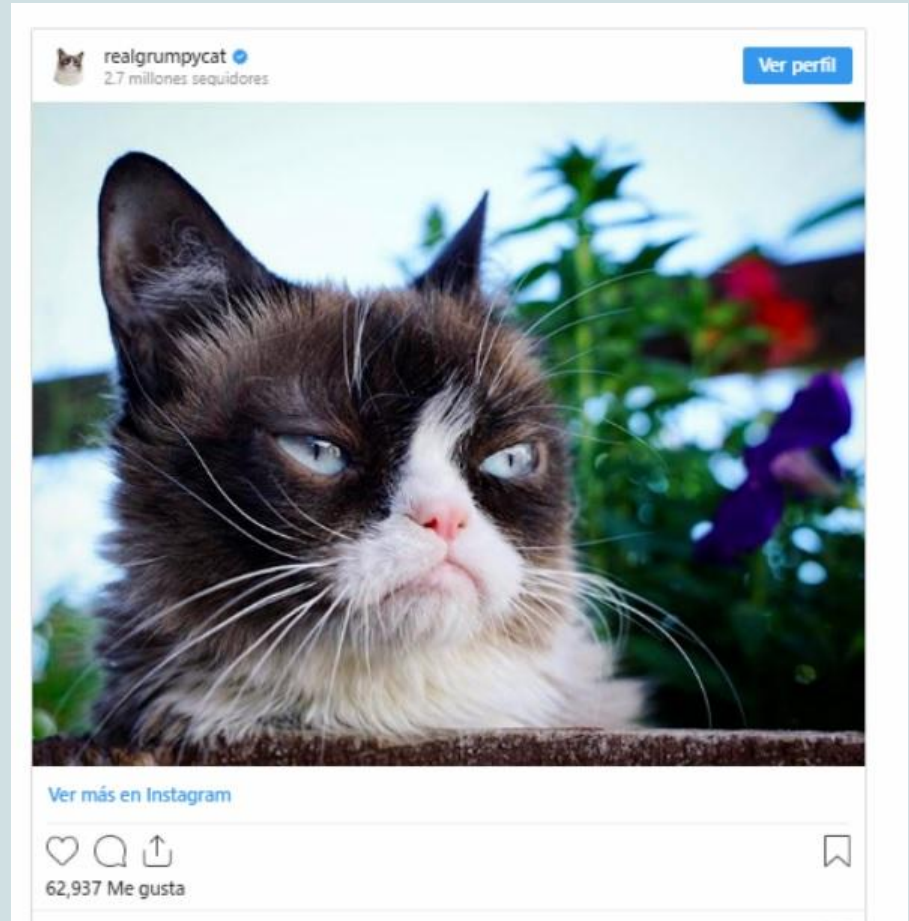 realgrumpycat
2.7 millones seguidores
Ver perfil
Ver más en Instagram
62,937 Me gusta